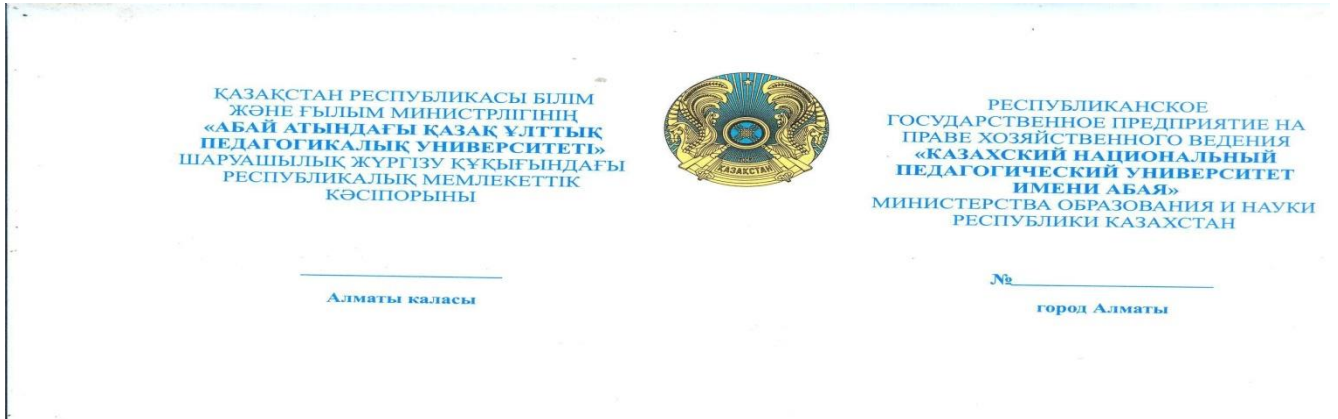 ҚАЗАҚСТАН РЕСПУБЛИКАСЫ БІЛІМ
ЖӘНЕ ҒЫЛЫМ МИНИСТРЛІГІНІҢ
«АБАЙ АТЫНДАҒЫ ҚАЗАҚ ҰЛТТЫҚ
ПЕДАГОГИКАЛЫҚ УНИВЕРСИТЕТІ»
ШАРУАШЫЛЫҚ ЖҮРГІЗУ ҚҰҚЫҒЫНДАҒЫ
РЕСПУБЛИКАЛЫҚ МЕМЛЕКЕТТІК
КӘСІПОРЫНЫ
Алматы каласы
ҚАЗАҚСТАН
РЕСПУБЛИКАНСКОЕ
ГОСУДАРСТВЕННОЕ ПРЕДПРИЯТИЕ НА
ПРАВЕ ХОЗЯЙСТВЕННОГО ВЕДЕНИЯ
«КАЗАХСКИЙ НАЦИОНАЛЬНЫЙ
ПЕДАГОГИЧЕСКИЙ УНИВЕРСИТЕТ
ИМЕНИ АБАЯ»
МИНИСТЕРСТВА ОБРАЗОВАНИЯ И НАУКИ
РЕСПУБЛИКИ КАЗАХСТАН
№
город Алматы